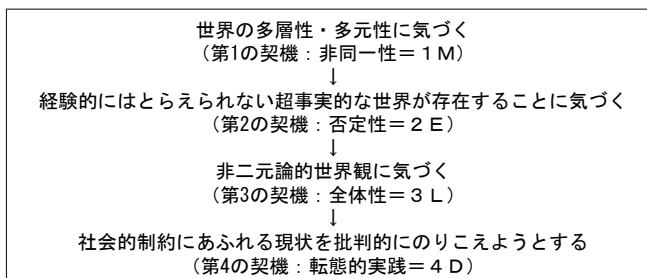 世界の多層性・多元性に気づく
(第1の契機：非同一性＝１Ｍ)
↓
経験的にはとらえられない超事実的な世界が存在することに気づく
(第2の契機：否定性＝２Ｅ)
↓
非二元論的世界観に気づく
(第3の契機：全体性＝３Ｌ)
↓
社会的制約にあふれる現状を批判的にのりこえようとする
(第4の契機：転態的実践＝４Ｄ)